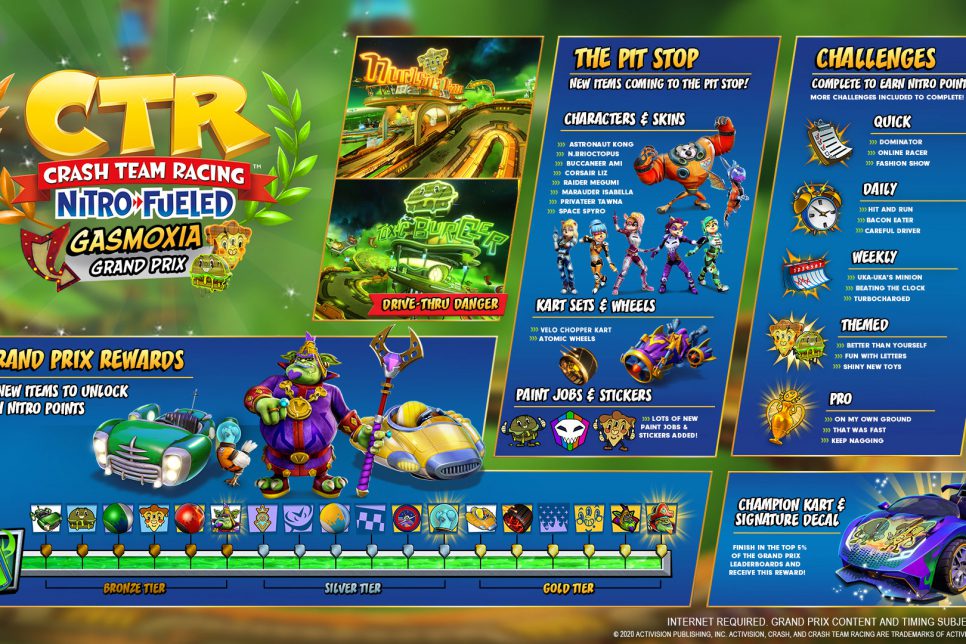 CTR
CRASH TEAM RACING™
NITRO FUELED
GASMOXIA
GRAND PRIX
DRIVE-THRU DANGER
THE PIT STOP
NEW ITEMS COMING TO THE PIT STOP!
CHARACTERS & SKINS
ASTRONAUT KONG
N.BRIOCTOPUS
BUCCANEER AMI
CORSAIR LIZ
RAIDER MEGUMI
MARAUDER ISABELLA
PRIVATEER TAWNA
SPACE SPYRO
KART SETS & WHEELS
VELO CHOPPER KART
ATOMIC WHEELS
PAINT JOBS & STICKERS
LOTS OF NEW
PAINT JOBS &
STICKERS ADDED!
CHALLENGES
COMPLETE TO EARN NITRO POIN
MORE CHALLENGES INCLUDED TO COMPLETE!
QUICK
DOMINATOR
ONLINE RACER
FASHION SHOW
DAILY
HIT AND RUN
BACON EATER
CAREFUL DRIVER
WEEKLY
UKA-UKA'S MINION
BEATING THE CLOCK
TURBOCHARGED
THEMED
BETTER THAN YOURSELF
FUN WITH LETTERS
SHINY NEW TOYS
PRO
ON MY OWN GROUND
THAT WAS FAST
KEEP NAGGING
RAND PRIX REWARDS
NEW ITEMS TO UNLOCK
NITRO POINTS
BRONZE TIER
SILVER TIER
GOLD TIER
CHAMPION KART &
SIGNATURE DECAL
FINISH IN THE TOP 5%
OF THE GRAND PRIX
LEADERBOARDS AND
RECEIVE THIS REWARD!
INTERNET REQUIRED. GRAND PRIX CONTENT AND TIMING SUBJE
© 2020 ACTIVISION PUBLISHING, INC. ACTIVISION, CRASH, AND CRASH TEAM RACING ARE TRADEMARKS OF ACTIV